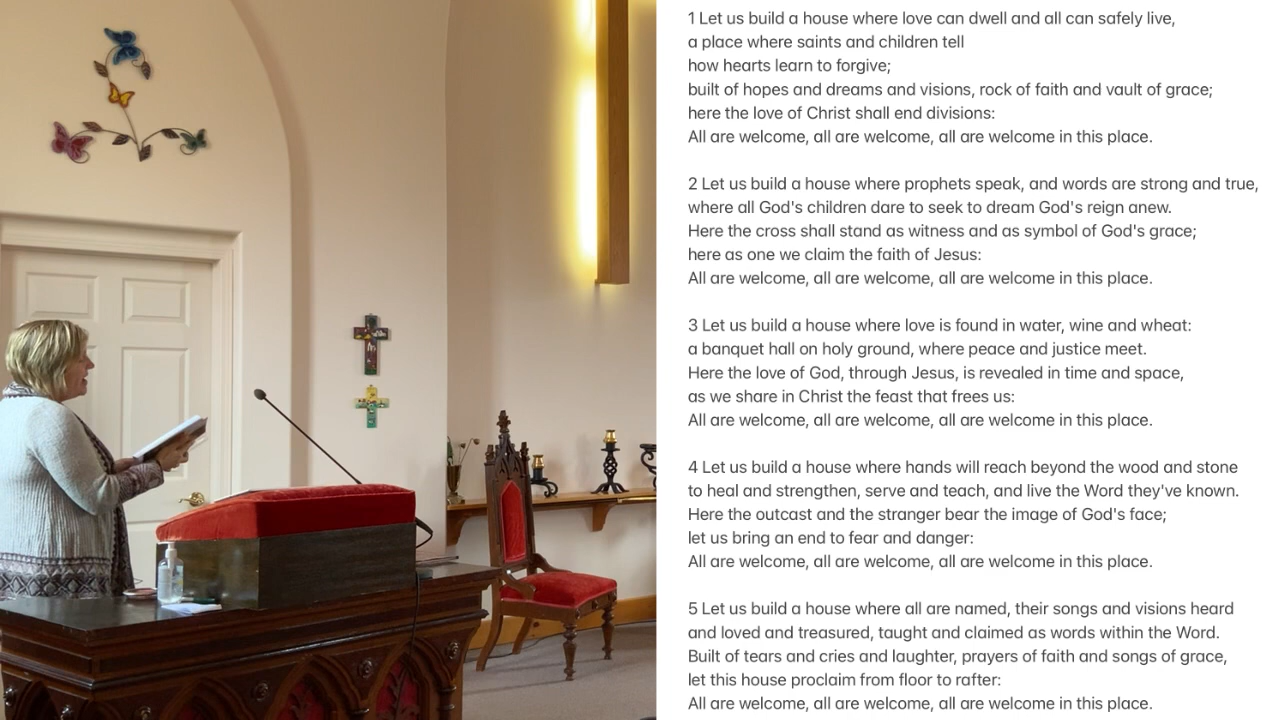 1 Let us build a house where love can dwell and all can safely live,
a place where saints and children tell
how hearts learn to forgive;
built of hopes and dreams and visions, rock of faith and vault of grace;
here the love of Christ shall end divisions:
All are welcome, all are welcome, all are welcome in this place.
2 Let us build a house where prophets speak, and words are strong and true,
where all God's children dare to seek to dream God's reign anew.
Here the cross shall stand as witness and as symbol of God's grace;
here as one we claim the faith of Jesus:
All are welcome, all are welcome, all are welcome in this place.
3 Let us build a house where love is found in water, wine and wheat:
a banquet hall on holy ground, where peace and justice meet.
Here the love of God, through Jesus, is revealed in time and space,
as we share in Christ the feast that frees us:
All are welcome, all are welcome, all are welcome in this place.
4 Let us build a house where hands will reach beyond the wood and stone
to heal and strengthen, serve and teach, and live the Word they've known.
Here the outcast and the stranger bear the image of God's face;
let us bring an end to fear and danger:
All are welcome, all are welcome, all are welcome in this place.
5 Let us build a house where all are named, their songs and visions heard
and loved and treasured, taught and claimed as words within the Word.
Built of tears and cries and laughter, prayers of faith and songs of grace,
let this house proclaim from floor to rafter:
All are welcome, all are welcome, all are welcome in this place.